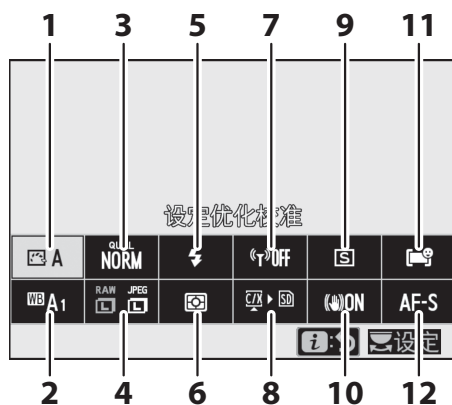 1 3 5 7 9 11
设定优化校准
A QUAL NORM OFF S
WB A1 RAW L JPEG L C/X SD ON AF-S
i: 设定
2 4 6 8 10 12